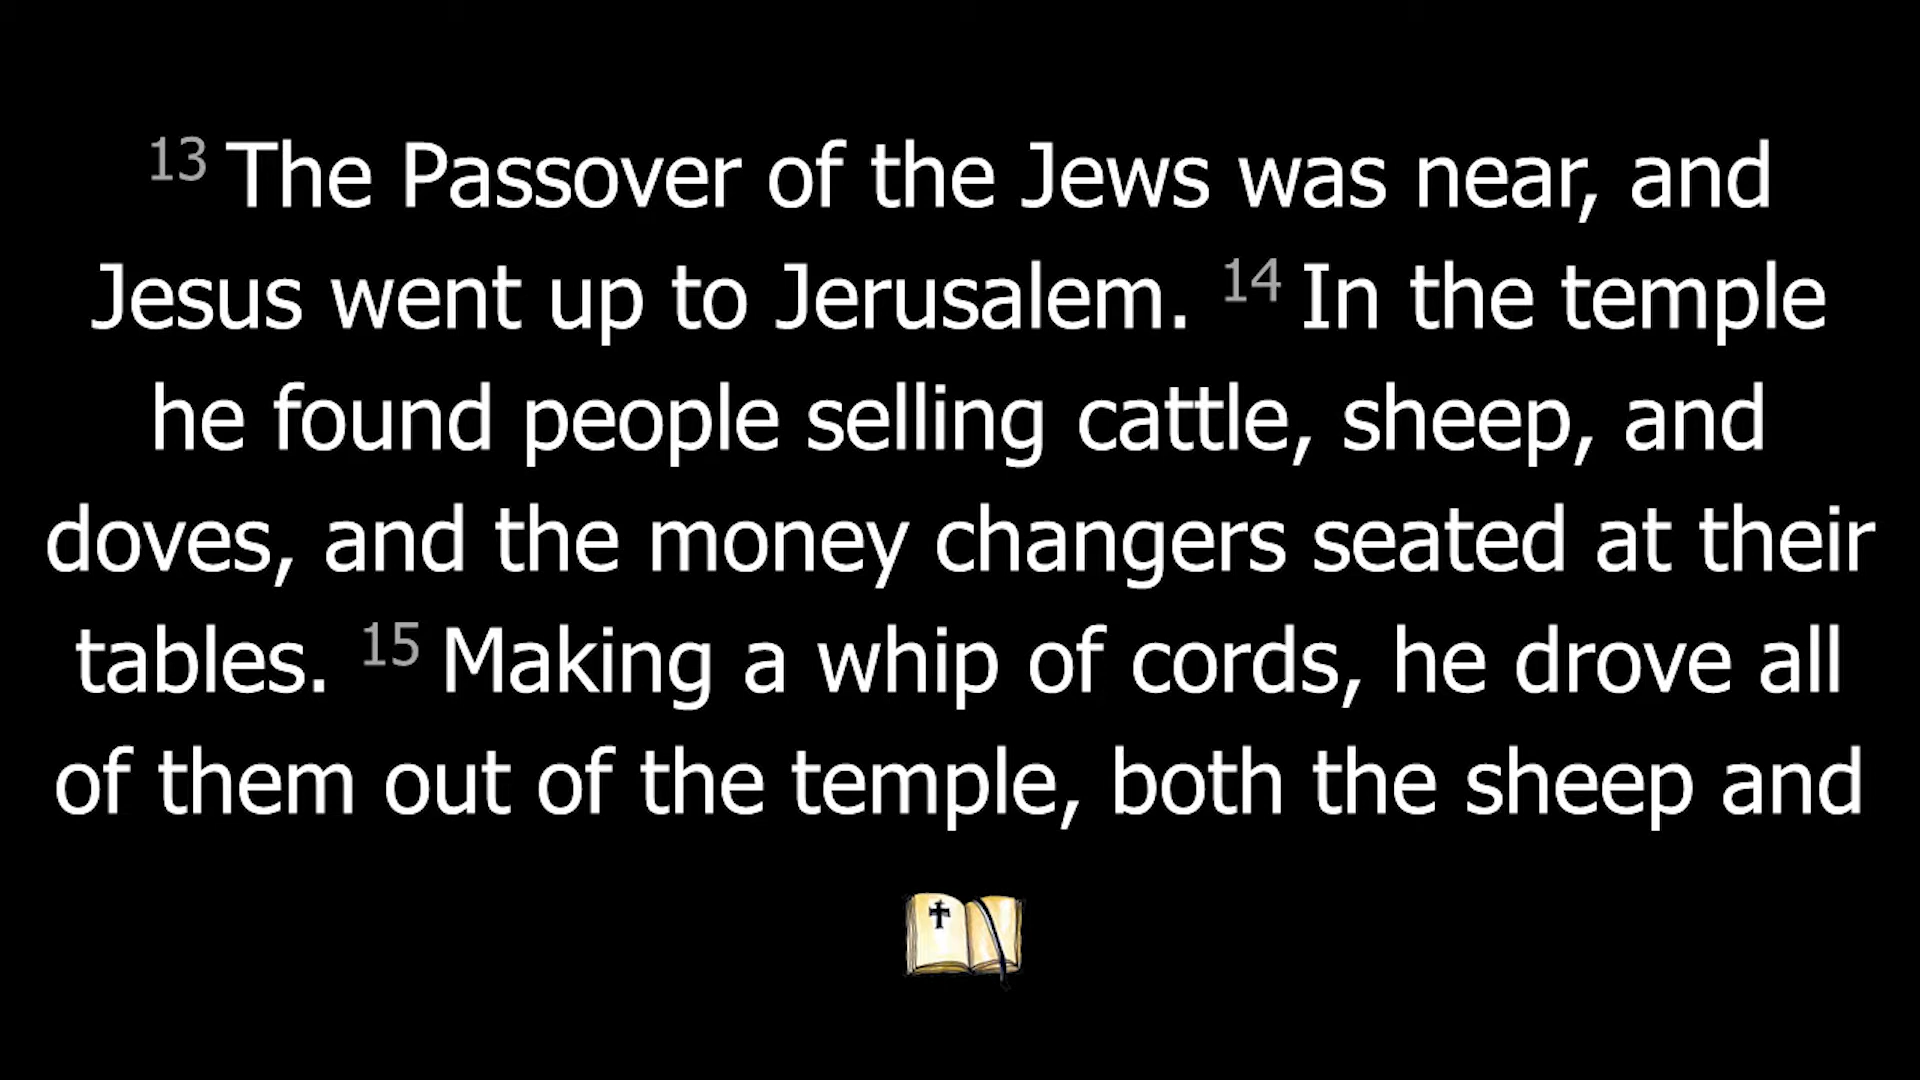 13 The Passover of the Jews was near, and
Jesus went up to Jerusalem. 14 In the temple
he found people selling cattle, sheep, and
doves, and the money changers seated at their
tables. 15 Making a whip of cords, he drove all
of them out of the temple, both the sheep and